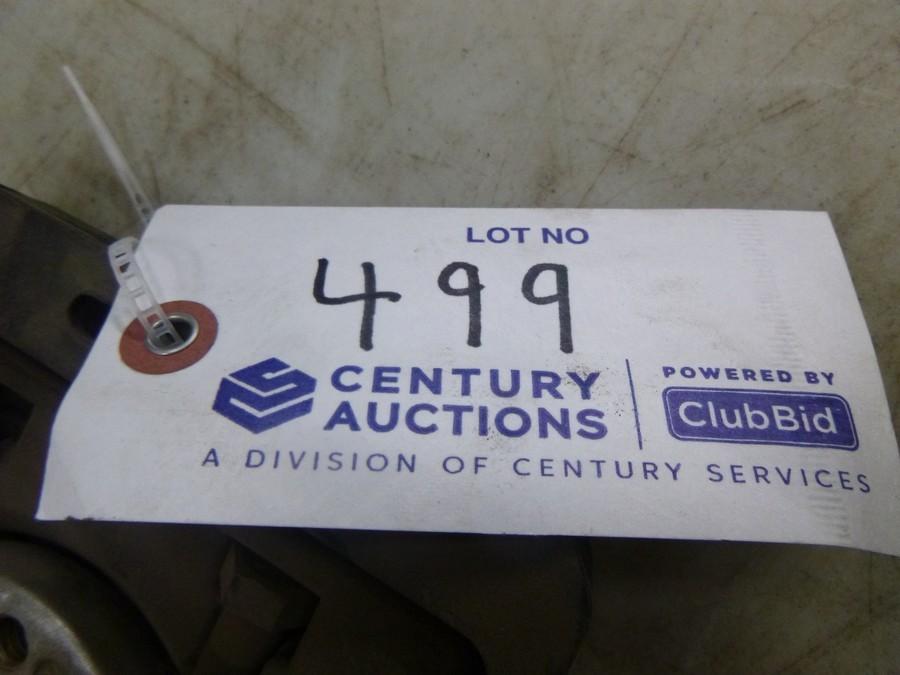 LOT NO
499
CENTURY
AUCTIONS
A DIVISION OF CENTURY SERVICES
POWERED BY
ClubBid